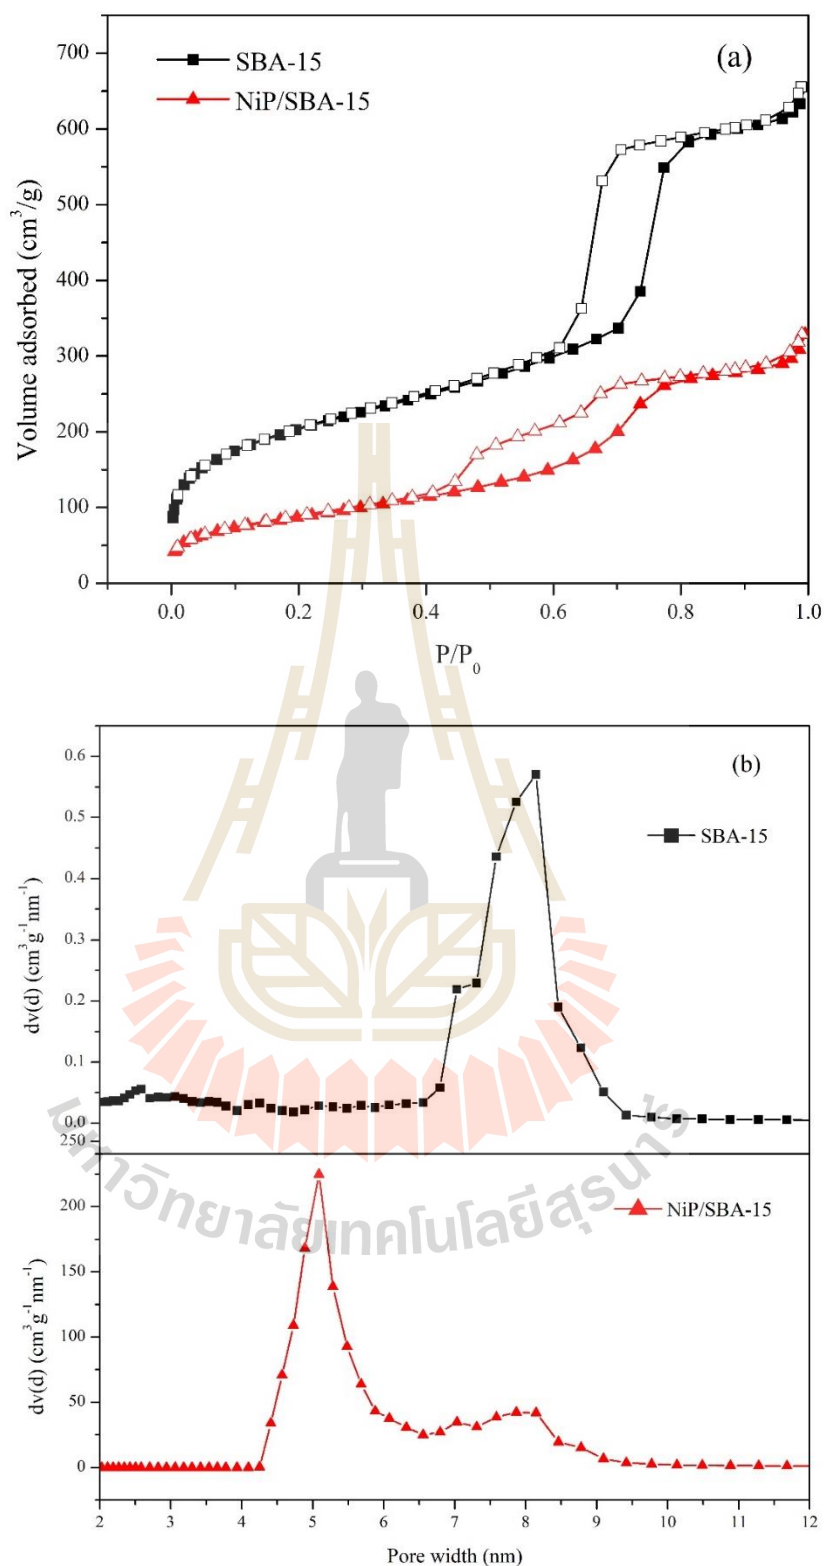 (a)
SBA-15
NiP/SBA-15
Volume adsorbed (cm³/g)
700
600
500
400
300
200
100
0
0.0 0.2 0.4 0.6 0.8 1.0
P/P₀
(b)
SBA-15
dv(d) (cm³g⁻¹nm⁻¹)
0.6
0.5
0.4
0.3
0.2
0.1
0.0
NiP/SBA-15
dv(d) (cm³g⁻¹nm⁻¹)
250
200
150
100
50
0
2 3 4 5 6 7 8 9 10 11 12
Pore width (nm)
มหาวิทยาลัยเทคโนโลยีสุรนารี